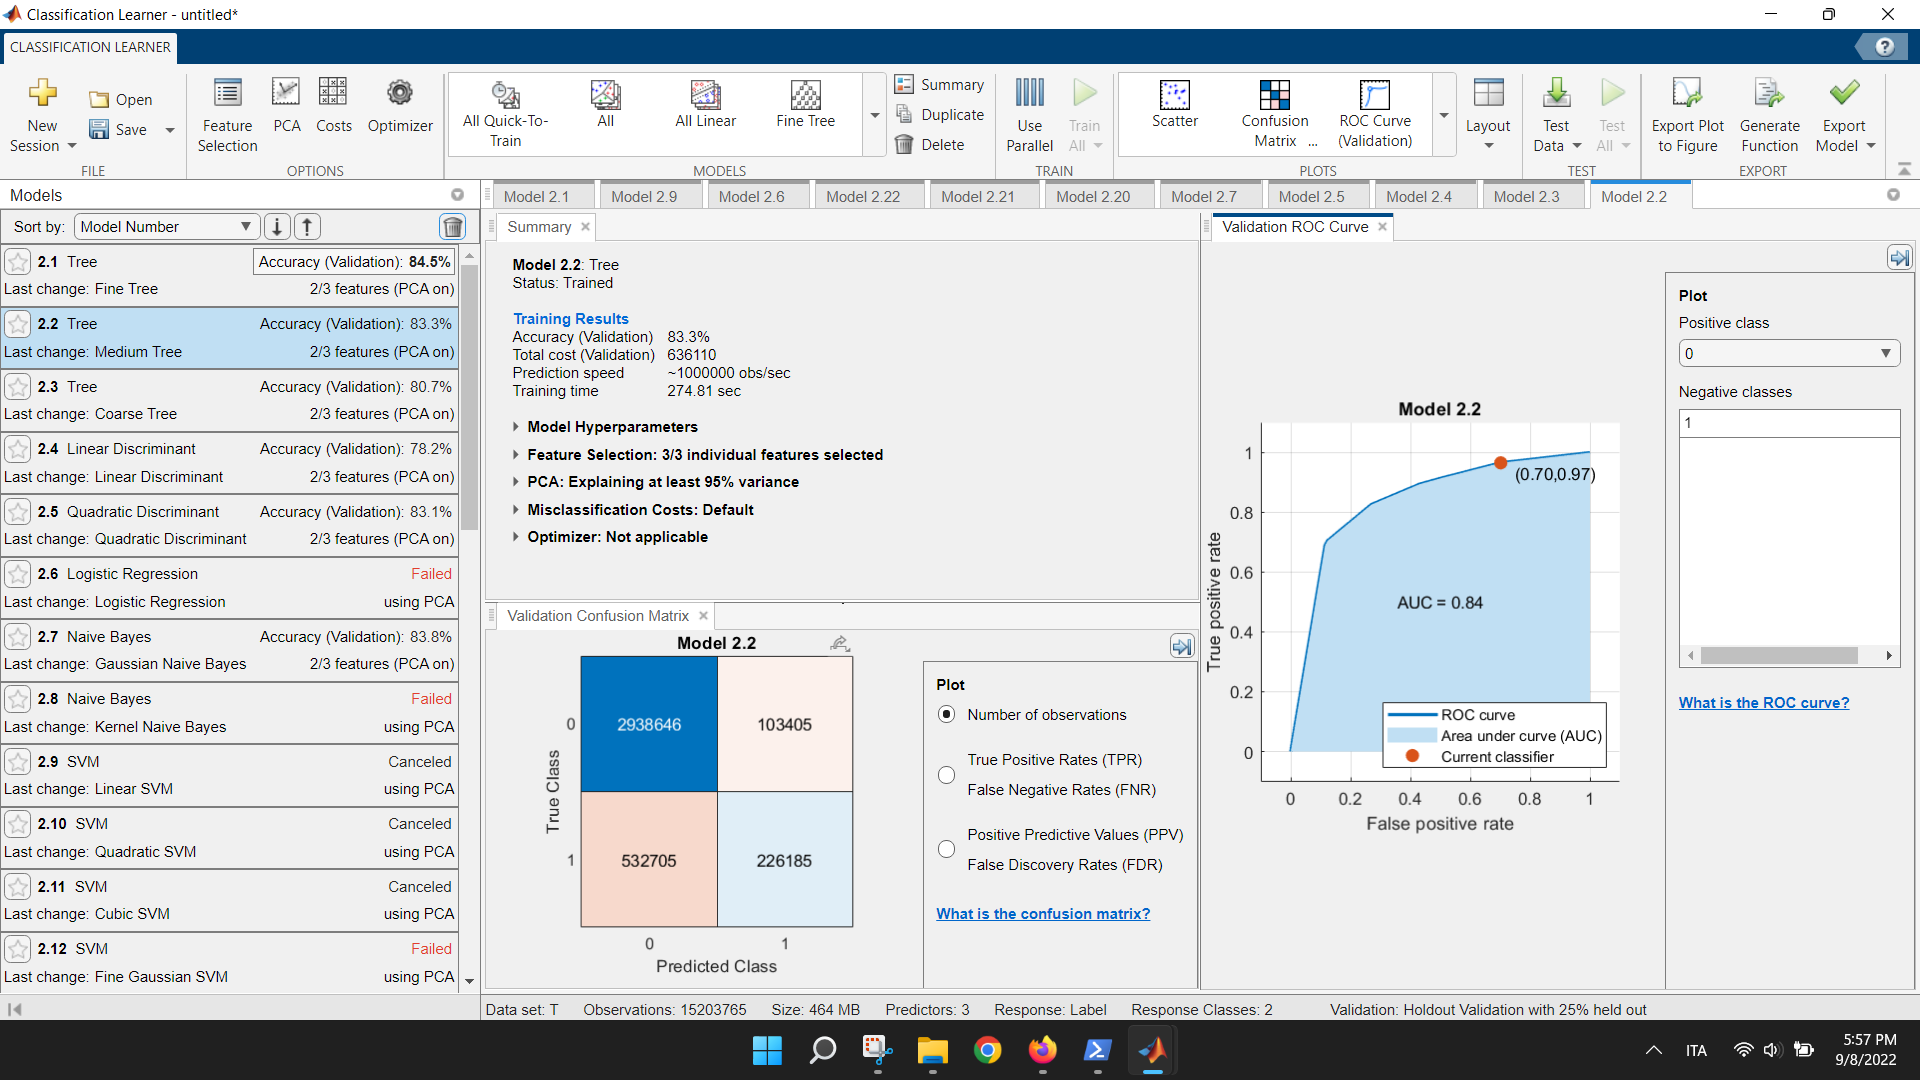 Classification Learner - untitled*
CLASSIFICATION LEARNER
New Session
Open
Save
FILE
Feature Selection
PCA
Costs
Optimizer
OPTIONS
All Quick-To-Train
All
All Linear
Fine Tree
MODELS
Summary
Duplicate
Delete
Use Parallel
Train All
TRAIN
Scatter
Confusion Matrix ...
ROC Curve (Validation)
PLOTS
Layout
Test Data
Test All
TEST
Export Plot to Figure
Generate Function
Export Model
EXPORT
Models
Sort by: Model Number
2.1 Tree Accuracy (Validation): 84.5%
Last change: Fine Tree 2/3 features (PCA on)
2.2 Tree Accuracy (Validation): 83.3%
Last change: Medium Tree 2/3 features (PCA on)
2.3 Tree Accuracy (Validation): 80.7%
Last change: Coarse Tree 2/3 features (PCA on)
2.4 Linear Discriminant Accuracy (Validation): 78.2%
Last change: Linear Discriminant 2/3 features (PCA on)
2.5 Quadratic Discriminant Accuracy (Validation): 83.1%
Last change: Quadratic Discriminant 2/3 features (PCA on)
2.6 Logistic Regression Failed
Last change: Logistic Regression using PCA
2.7 Naive Bayes Accuracy (Validation): 83.8%
Last change: Gaussian Naive Bayes 2/3 features (PCA on)
2.8 Naive Bayes Failed
Last change: Kernel Naive Bayes using PCA
2.9 SVM Canceled
Last change: Linear SVM using PCA
2.10 SVM Canceled
Last change: Quadratic SVM using PCA
2.11 SVM Canceled
Last change: Cubic SVM using PCA
2.12 SVM Failed
Last change: Fine Gaussian SVM using PCA
Model 2.1 Model 2.9 Model 2.6 Model 2.22 Model 2.21 Model 2.20 Model 2.7 Model 2.5 Model 2.4 Model 2.3 Model 2.2
Summary
Model 2.2: Tree
Status: Trained
Training Results
Accuracy (Validation) 83.3%
Total cost (Validation) 636110
Prediction speed ~1000000 obs/sec
Training time 274.81 sec
Model Hyperparameters
Feature Selection: 3/3 individual features selected
PCA: Explaining at least 95% variance
Misclassification Costs: Default
Optimizer: Not applicable
Validation Confusion Matrix
Model 2.2
True Class
0 2938646 103405
1 532705 226185
0 1
Predicted Class
Plot
Number of observations
True Positive Rates (TPR)
False Negative Rates (FNR)
Positive Predictive Values (PPV)
False Discovery Rates (FDR)
What is the confusion matrix?
Validation ROC Curve
Model 2.2
True positive rate
1
0.8
0.6
0.4
0.2
0
(0.70,0.97)
AUC = 0.84
ROC curve
Area under curve (AUC)
Current classifier
0 0.2 0.4 0.6 0.8 1
False positive rate
Plot
Positive class
0
Negative classes
1
What is the ROC curve?
Data set: T Observations: 15203765 Size: 464 MB Predictors: 3 Response: Label Response Classes: 2 Validation: Holdout Validation with 25% held out
ITA
5:57 PM
9/8/2022